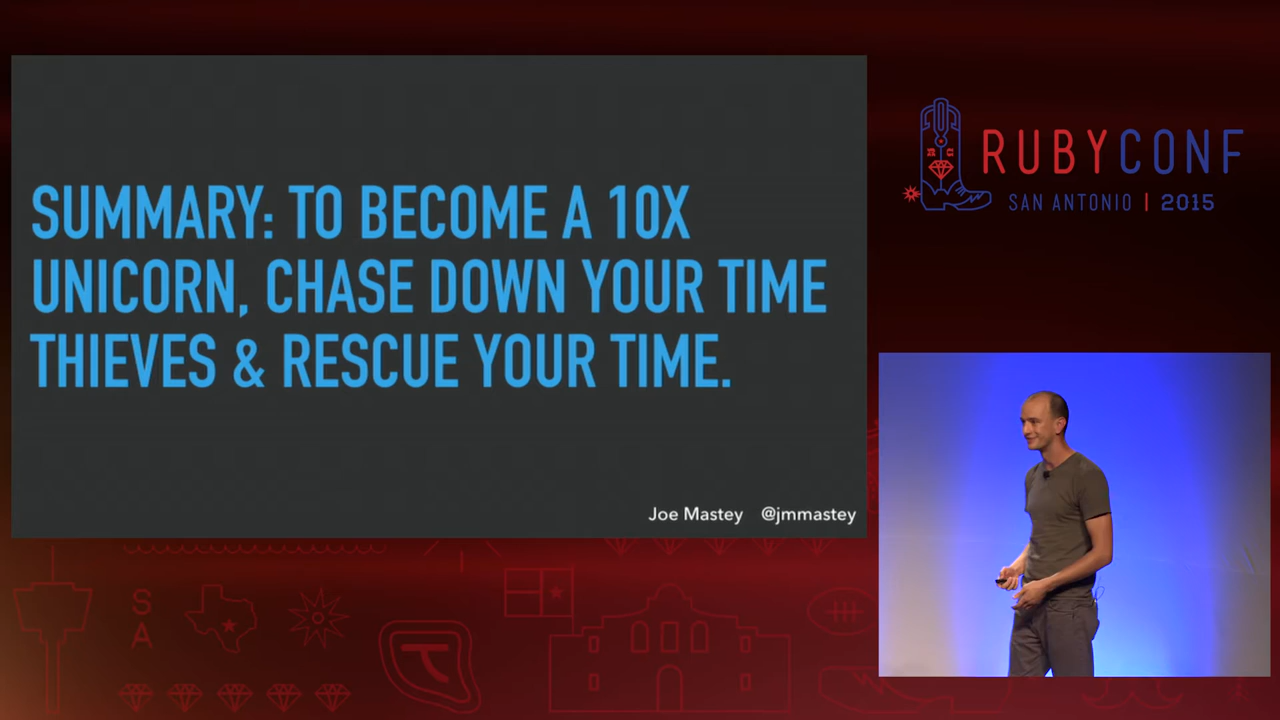 SUMMARY: TO BECOME A 10X
UNICORN, CHASE DOWN YOUR TIME
THIEVES & RESCUE YOUR TIME.
Joe Mastey @jmmastey
RUBYCONF
SAN ANTONIO | 2015
S
A